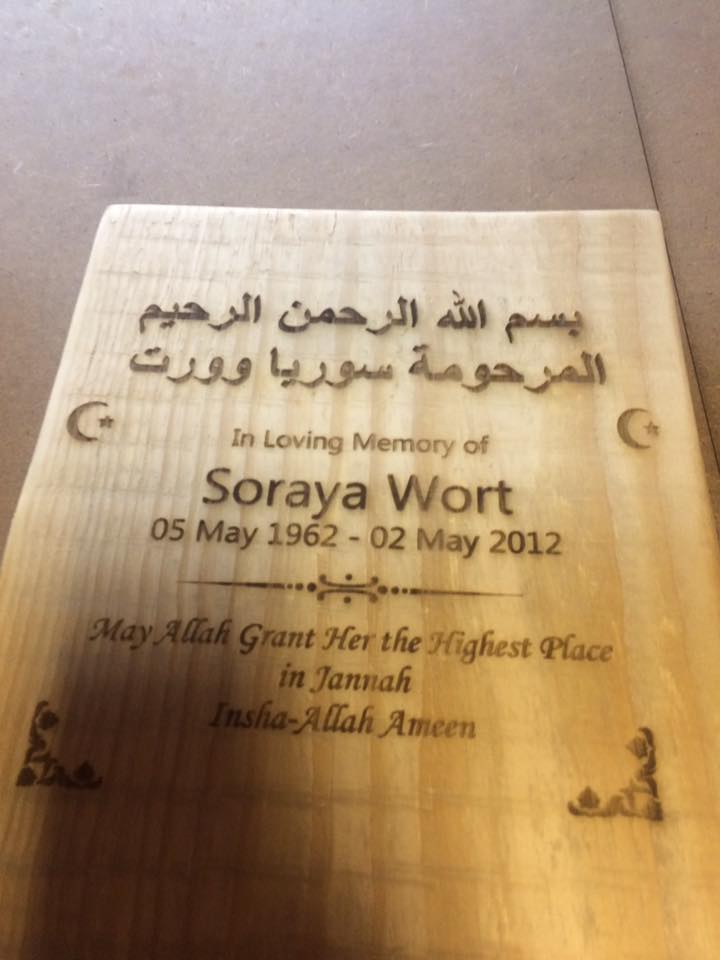 بسم الله الرحمن الرحيم
المرحومة سوريا وورت
In Loving Memory of
Soraya Wort
05 May 1962 - 02 May 2012
May Allah Grant Her the Highest Place
in Jannah
Insha-Allah Ameen